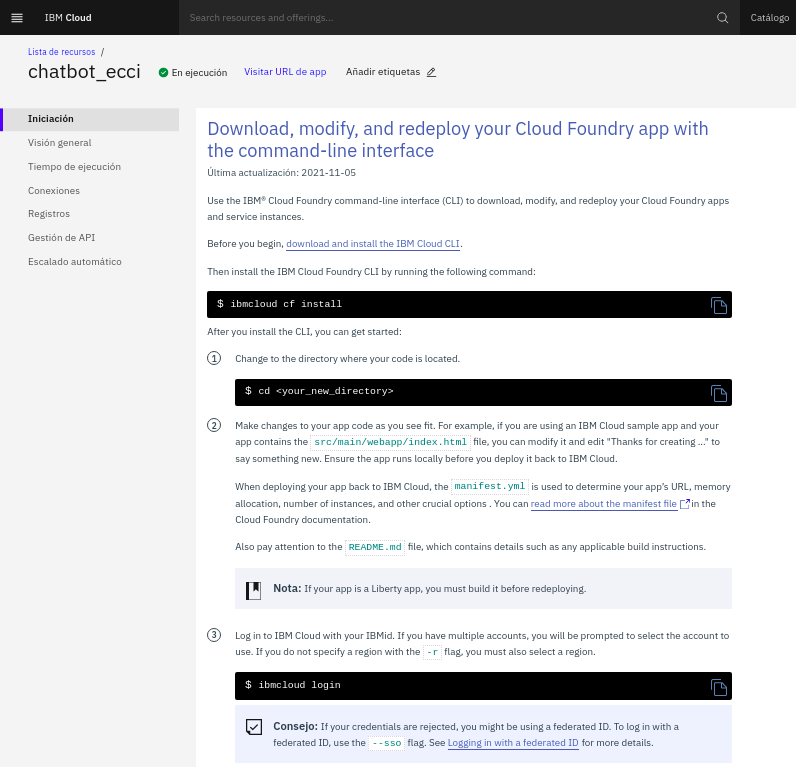 IBM Cloud
Search resources and offerings...
Catálogo
Lista de recursos /
chatbot_ecci
En ejecución
Visitar URL de app
Añadir etiquetas
Iniciación
Visión general
Tiempo de ejecución
Conexiones
Registros
Gestión de API
Escalado automático
Download, modify, and redeploy your Cloud Foundry app with
the command-line interface
Última actualización: 2021-11-05
Use the IBM® Cloud Foundry command-line interface (CLI) to download, modify, and redeploy your Cloud Foundry apps
and service instances.
Before you begin, download and install the IBM Cloud CLI.
Then install the IBM Cloud Foundry CLI by running the following command:
$ ibmcloud cf install
After you install the CLI, you can get started:
1 Change to the directory where your code is located.
$ cd <your_new_directory>
2 Make changes to your app code as you see fit. For example, if you are using an IBM Cloud sample app and your
app contains the src/main/webapp/index.html file, you can modify it and edit "Thanks for creating ..." to
say something new. Ensure the app runs locally before you deploy it back to IBM Cloud.
When deploying your app back to IBM Cloud, the manifest.yml is used to determine your app's URL, memory
allocation, number of instances, and other crucial options . You can read more about the manifest file in the
Cloud Foundry documentation.
Also pay attention to the README.md file, which contains details such as any applicable build instructions.
Nota: If your app is a Liberty app, you must build it before redeploying.
3 Log in to IBM Cloud with your IBMid. If you have multiple accounts, you will be prompted to select the account to
use. If you do not specify a region with the -r flag, you must also select a region.
$ ibmcloud login
Consejo: If your credentials are rejected, you might be using a federated ID. To log in with a
federated ID, use the --sso flag. See Logging in with a federated ID for more details.